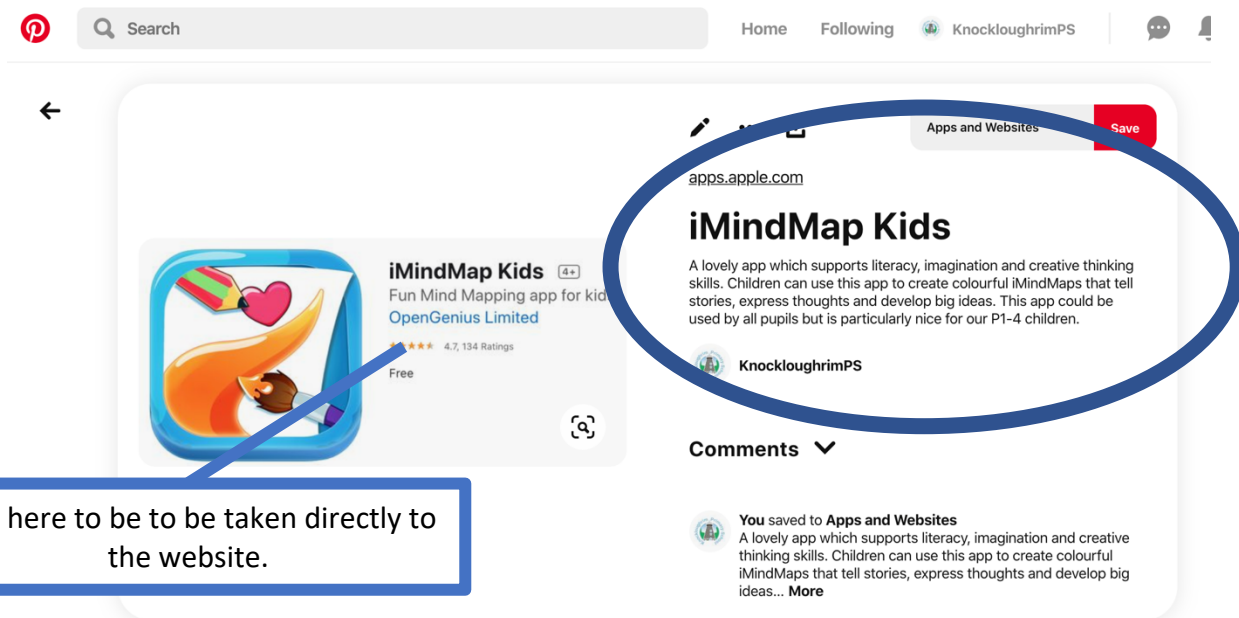 Search
Home Following KnockloughrimPS
Apps and Websites Save
apps.apple.com
iMindMap Kids
A lovely app which supports literacy, imagination and creative thinking
skills. Children can use this app to create colourful iMindMaps that tell
stories, express thoughts and develop big ideas. This app could be
used by all pupils but is particularly nice for our P1-4 children.
KnockloughrimPS
iMindMap Kids 4+
Fun Mind Mapping app for kid
OpenGenius Limited
4.7, 134 Ratings
Free
here to be to be taken directly to
the website.
Comments
You saved to Apps and Websites
A lovely app which supports literacy, imagination and creative
thinking skills. Children can use this app to create colourful
iMindMaps that tell stories, express thoughts and develop big
ideas... More